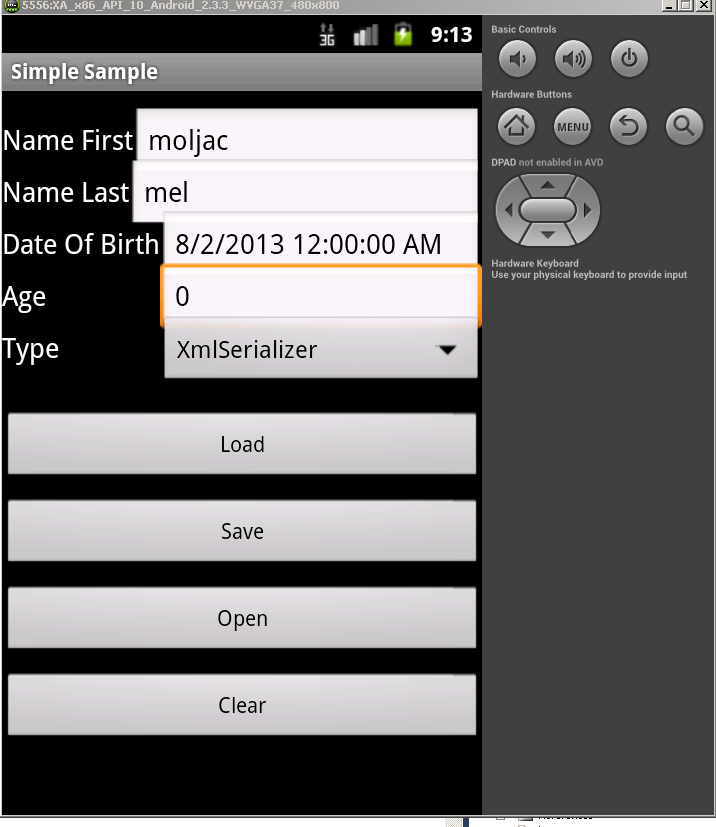 5556:XA_x86_API_10_Android_2.3.3_WVGA37_480x800
3G 9:13
Simple Sample
Name First moljac
Name Last mel
Date Of Birth 8/2/2013 12:00:00 AM
Age 0
Type XmlSerializer
Load
Save
Open
Clear
Basic Controls
Hardware Buttons
MENU
DPAD not enabled in AVD
Hardware Keyboard
Use your physical keyboard to provide input